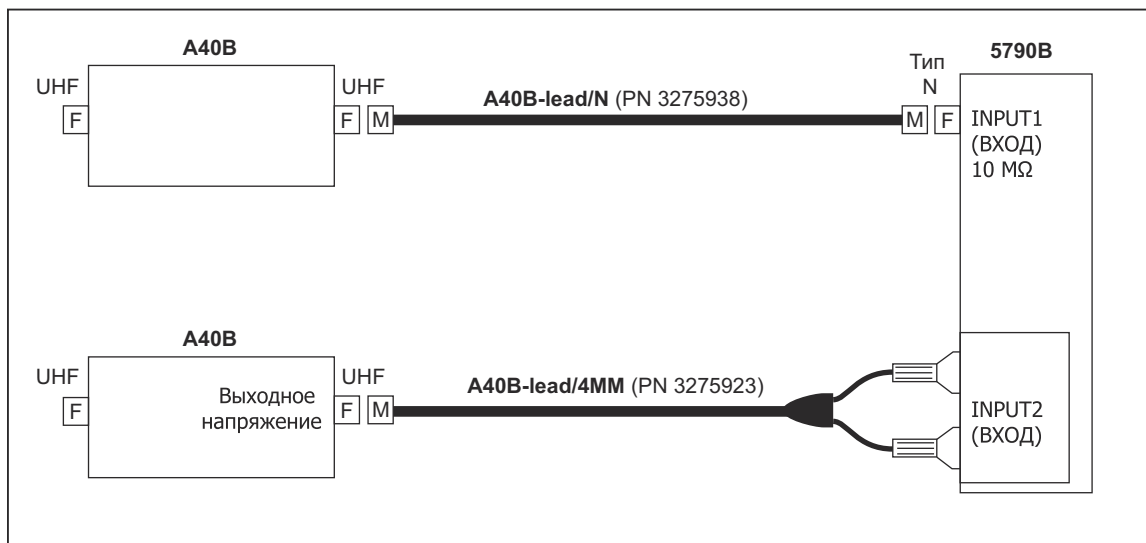 A40B
5790B
UHF
UHF
Тип
N
A40B-lead/N (PN 3275938)
F
F
M
M
F
INPUT1
(ВХОД)
10 MΩ
A40B
UHF
UHF
A40B-lead/4MM (PN 3275923)
F
Выходное
напряжение
F
M
INPUT2
(ВХОД)